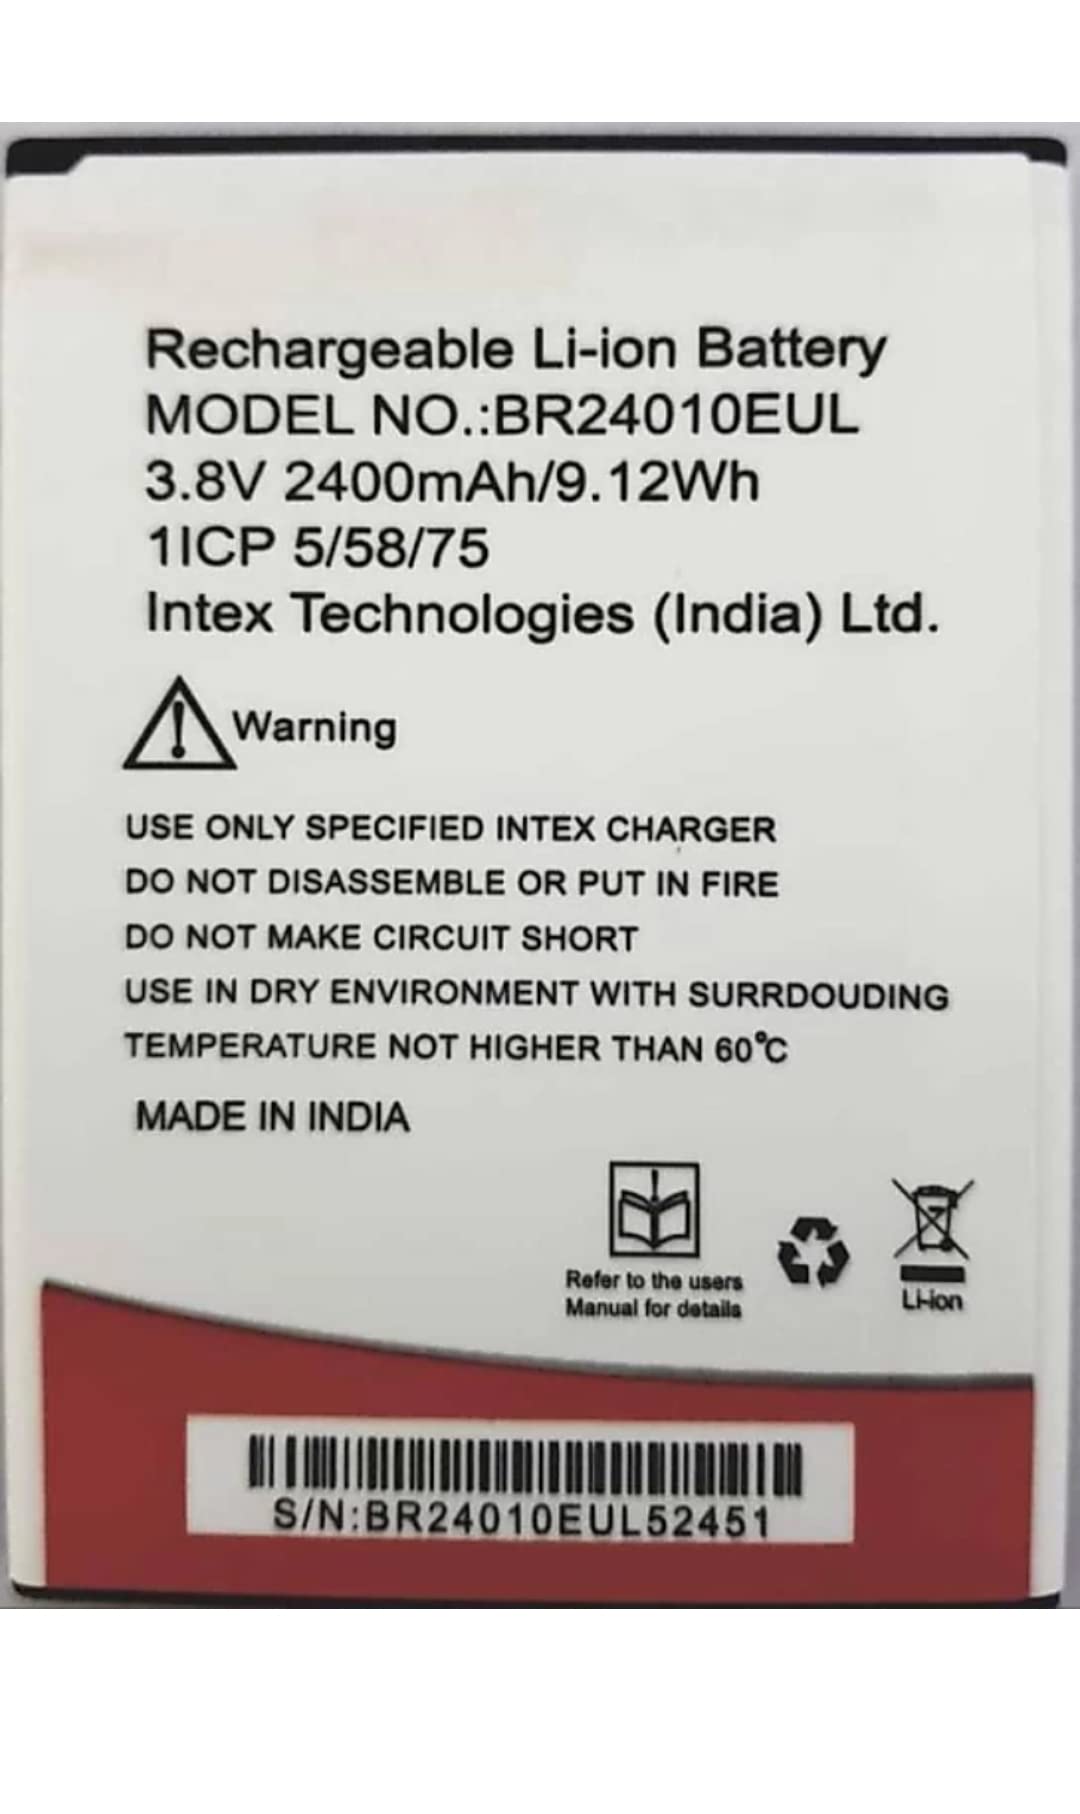 Rechargeable Li-ion Battery
MODEL NO.:BR24010EUL
3.8V 2400mAh/9.12Wh
1ICP 5/58/75
Intex Technologies (India) Ltd.
Warning
USE ONLY SPECIFIED INTEX CHARGER
DO NOT DISASSEMBLE OR PUT IN FIRE
DO NOT MAKE CIRCUIT SHORT
USE IN DRY ENVIRONMENT WITH SURRDOUDING
TEMPERATURE NOT HIGHER THAN 60°C
MADE IN INDIA
Refer to the users
Manual for details
Li-ion
S/N:BR24010EUL52451